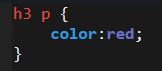 h3 p {
    color:red;
}